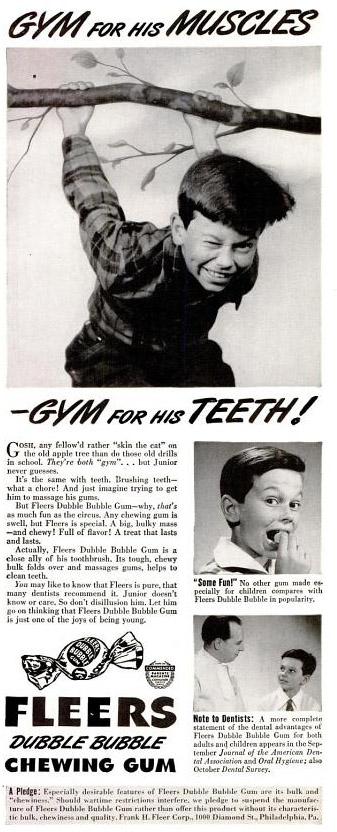 GYM FOR HIS MUSCLES
—GYM FOR HIS TEETH!
GOSH, any fellow'd rather "skin the cat" on
the old apple tree than do those old drills
in school. They're both "gym". . . but Junior
never guesses.
It's the same with teeth. Brushing teeth—
what a chore! And just imagine trying to get
him to massage his gums.
But Fleers Dubble Bubble Gum—why, that's
as much fun as the circus. Any chewing gum is
swell, but Fleers is special. A big, bulky mass
—and chewy! Full of flavor! A treat that lasts
and lasts.
Actually, Fleers Dubble Bubble Gum is a
close ally of his toothbrush. Its tough, chewy
bulk folds over and massages gums, helps to
clean teeth.
You may like to know that Fleers is pure, that
many dentists recommend it. Junior doesn't
know or care. So don't disillusion him. Let him
go on thinking that Fleers Dubble Bubble Gum
is just one of the joys of being young.
"Some Fun!" No other gum made es-
pecially for children compares with
Fleers Dubble Bubble in popularity.
DUBBLE BUBBLE
COMMENDED
PARENTS'
MAGAZINE
FLEERS
DUBBLE BUBBLE
CHEWING GUM
Note to Dentists: A more complete
statement of the dental advantages of
Fleers Dubble Bubble Gum for both
adults and children appears in the Sep-
tember Journal of the American Den-
tal Association and Oral Hygiene; also
October Dental Survey.
A Pledge: Especially desirable features of Fleers Dubble Bubble Gum are its bulk and
"chewiness." Should wartime restrictions interfere, we pledge to suspend the manufac-
ture of Fleers Dubble Bubble Gum rather than offer this product without its characteris-
tic bulk, chewiness and quality. Frank H. Fleer Corp., 1000 Diamond St., Philadelphia, Pa.